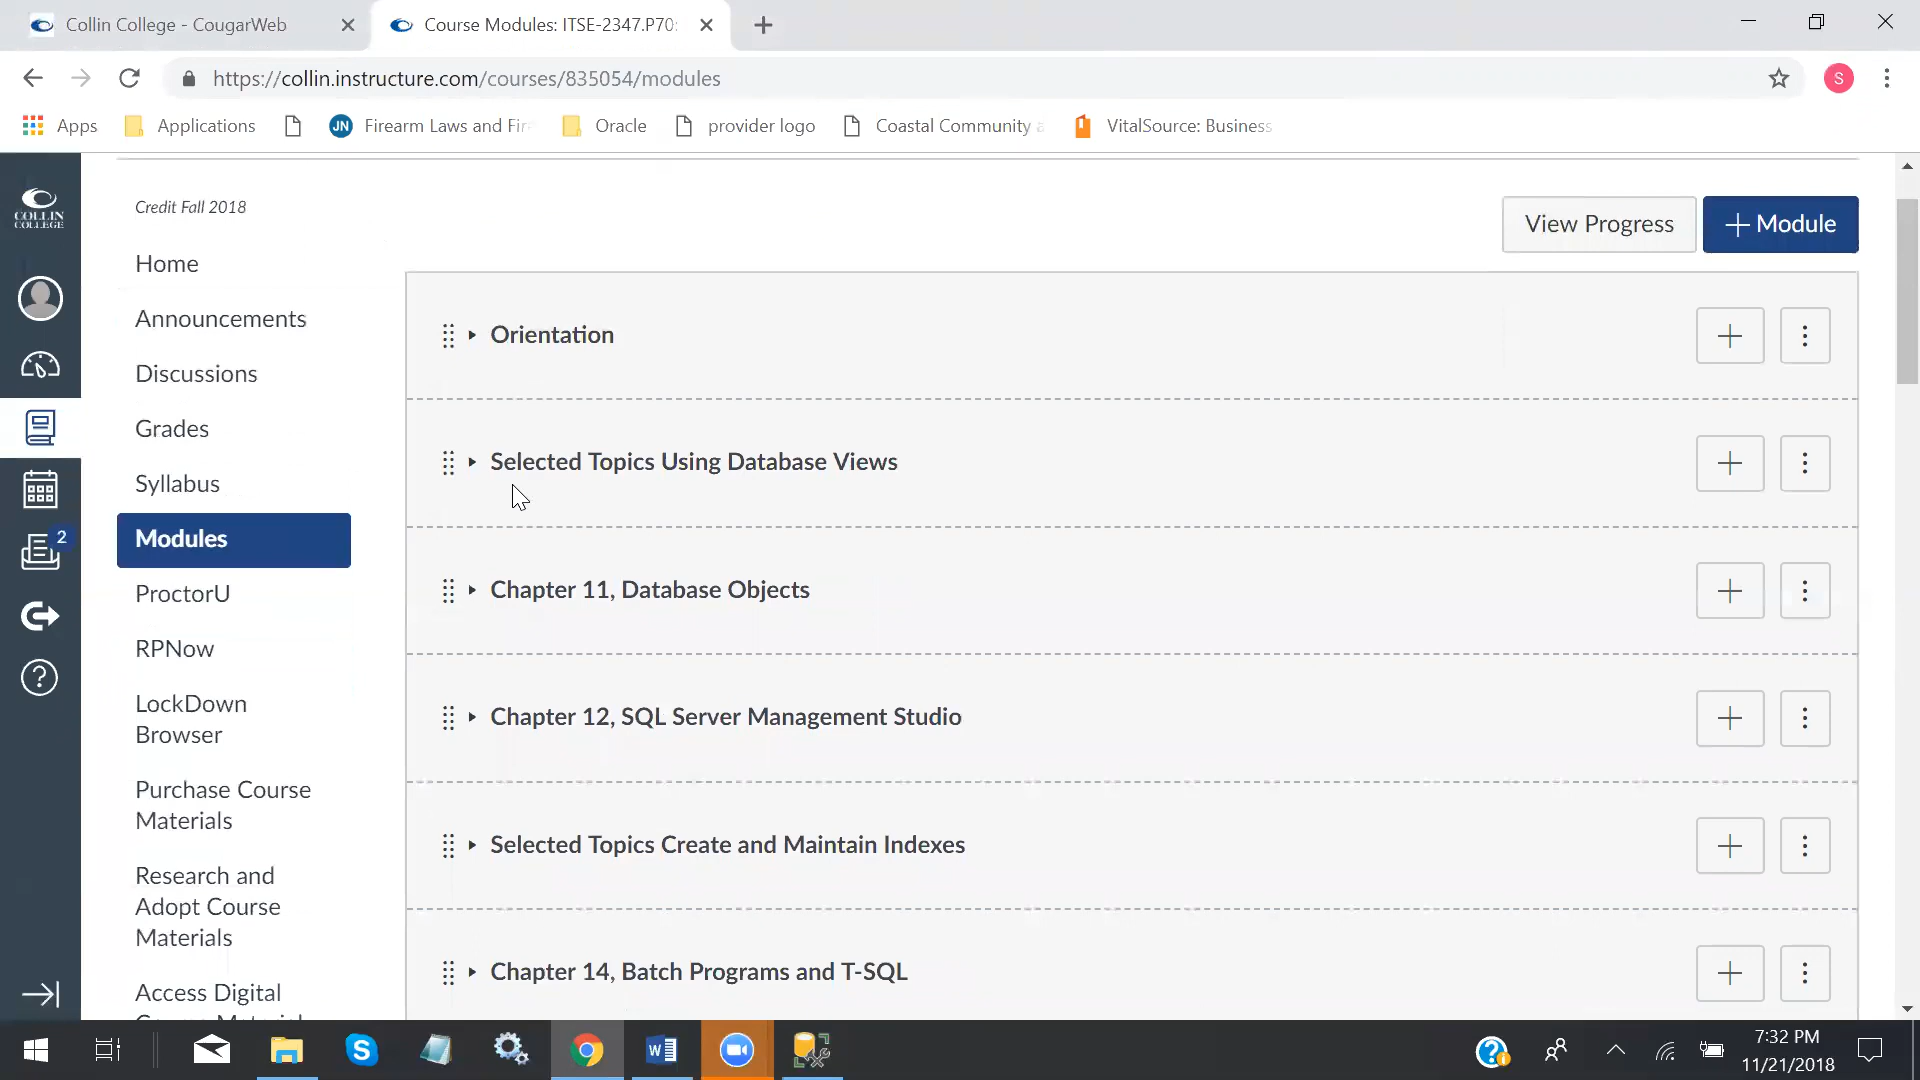 Collin College - CougarWeb
Course Modules: ITSE-2347.P70
https://collin.instructure.com/courses/835054/modules
S
Apps
Applications
JN
Firearm Laws and Fir
Oracle
provider logo
Coastal Community a
VitalSource: Business
COLLIN
COLLEGE
Credit Fall 2018
View Progress
Module
Home
Announcements
Discussions
Grades
Syllabus
Modules
ProctorU
RPNow
LockDown
Browser
Purchase Course
Materials
Research and
Adopt Course
Materials
Access Digital
Course Material
2
Orientation
Selected Topics Using Database Views
Chapter 11, Database Objects
Chapter 12, SQL Server Management Studio
Selected Topics Create and Maintain Indexes
Chapter 14, Batch Programs and T-SQL
7:32 PM
11/21/2018